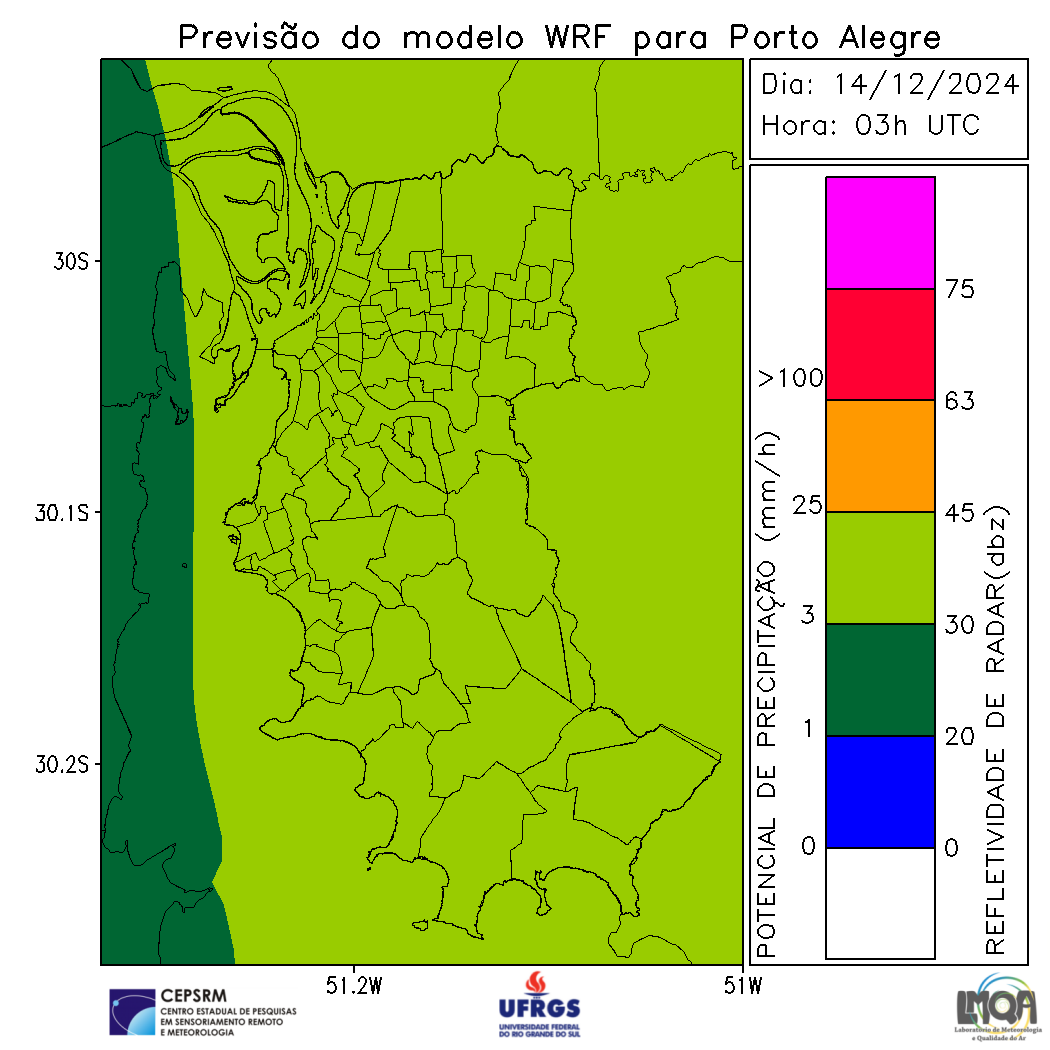 Previsão do modelo WRF para Porto Alegre
Dia: 14/12/2024
Hora: 03h UTC
30S
30.1S
30.2S
51.2W
51W
POTENCIAL DE PRECIPITAÇÃO (mm/h)
>100
25
3
1
0
75
63
45
30
20
0
REFLETIVIDADE DE RADAR(dbz)
CEPSRM
CENTRO ESTADUAL DE PESQUISAS
EM SENSORIAMENTO REMOTO
E METEOROLOGIA
UFRGS
UNIVERSIDADE FEDERAL
DO RIO GRANDE DO SUL
LMQA
Laboratório de Meteorologia
e Qualidade do Ar